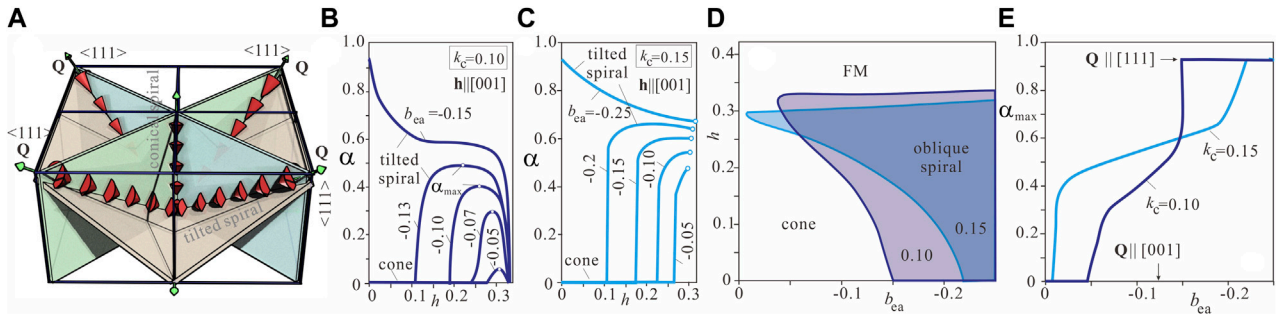 A
<111>
<111>
Q
Q
conical spiral
<111>
Q
Q
<111>
tilted spiral
B
1.0
k_c=0.10
h||[001]
0.8
b_ea=-0.15
0.6
α
tilted
spiral
α_max
0.4
-0.13
-0.10
-0.07
-0.05
0.2
cone
0
0
0.1
h
0.2
0.3
C
1.0
tilted
spiral
k_c=0.15
h||[001]
0.8
b_ea=-0.25
0.6
α
-0.2
-0.15
-0.10
0.4
-0.05
0.2
cone
0
0
0.1
h
0.2
0.3
D
0.4
FM
0.3
h
0.2
oblique
spiral
0.1
cone
0.15
0.10
0
0
-0.1
b_ea
-0.2
E
1.0
Q || [111]
α_max
0.8
0.6
k_c=0.15
0.4
k_c=0.10
0.2
Q || [001]
0
0
-0.1
b_ea
-0.2